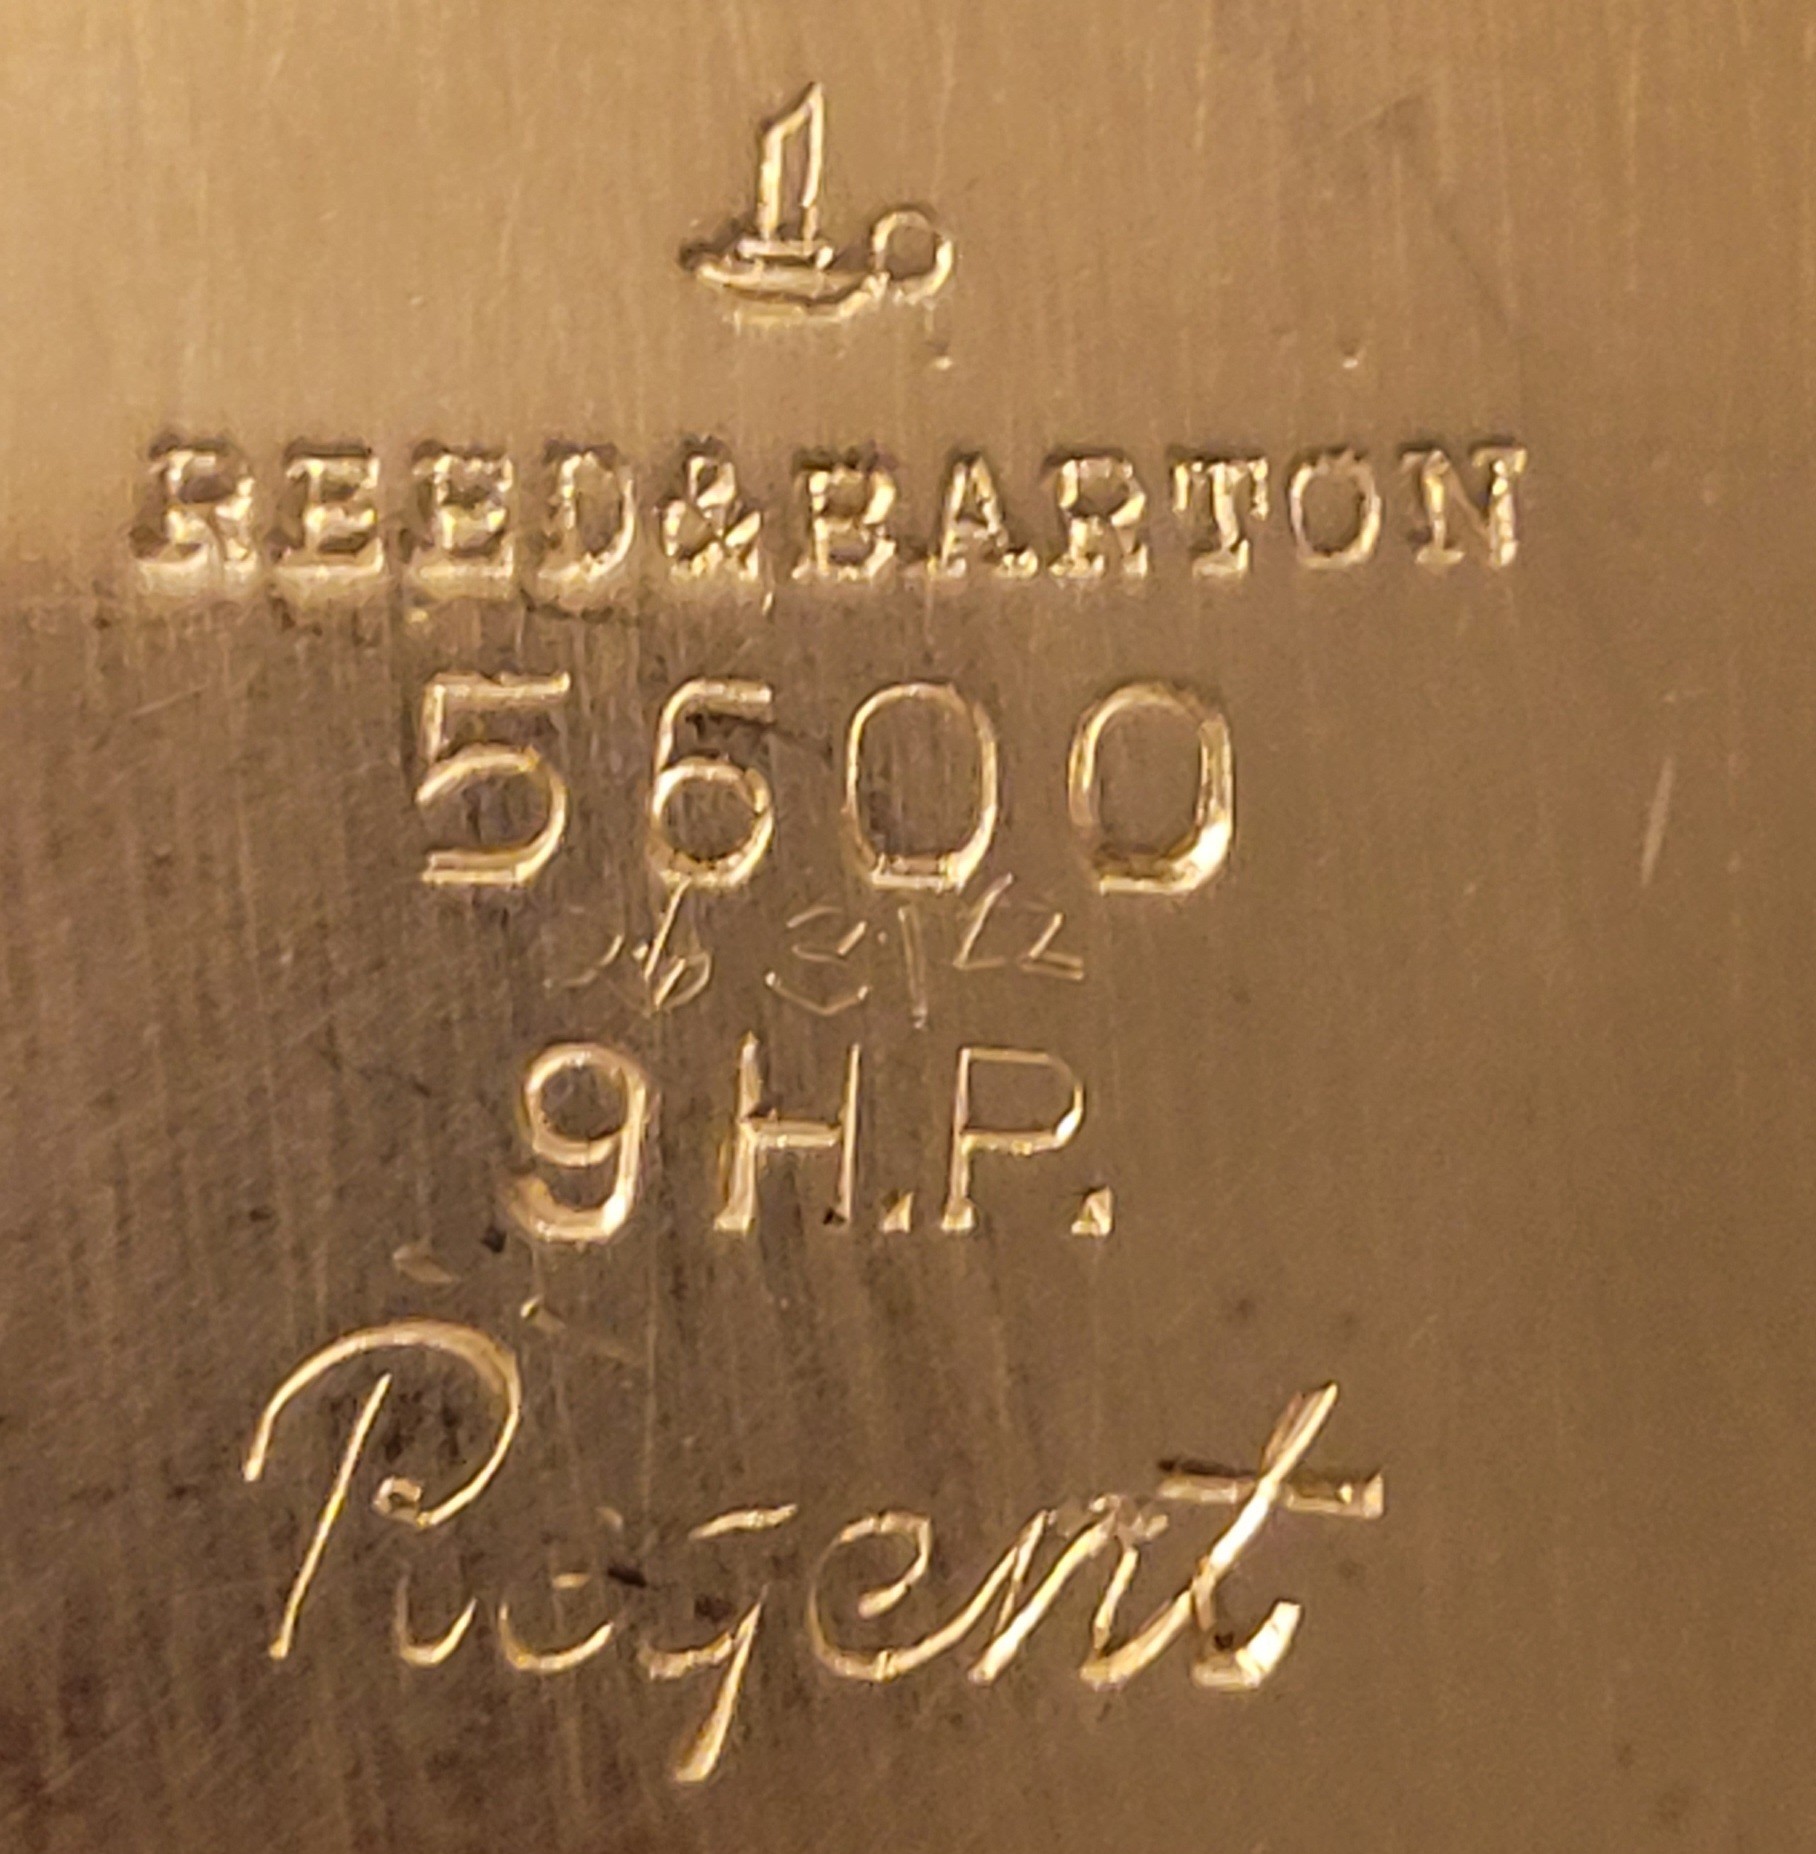 REED & BARTON
5600
9 H.P.
Regent